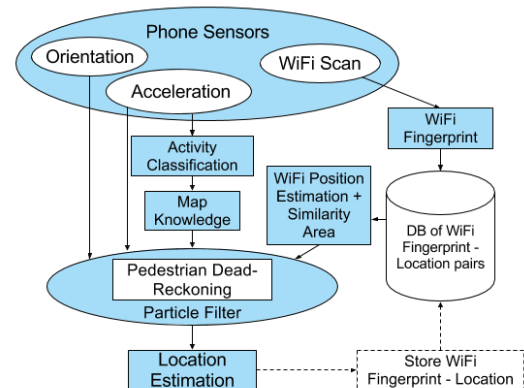 Phone Sensors
Orientation
WiFi Scan
Acceleration
WiFi
Fingerprint
Activity
Classification
WiFi Position
Estimation +
Similarity
Area
Map
Knowledge
DB of WiFi
Fingerprint -
Location pairs
Pedestrian Dead-
Reckoning
Particle Filter
Location
Estimation
Store WiFi
Fingerprint - Location